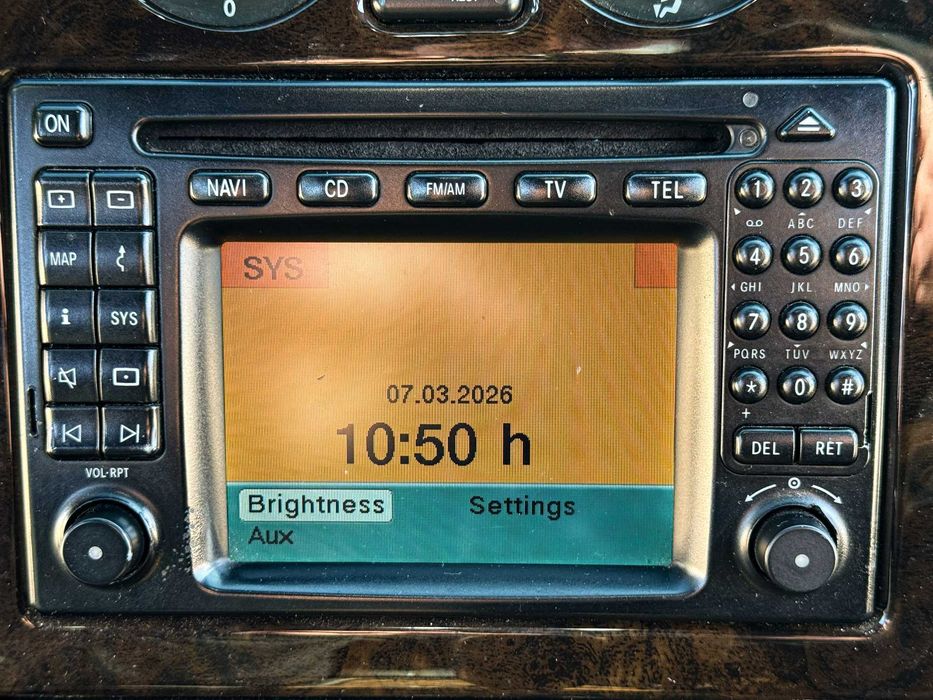 0
ON
NAVI CD FM/AM TV TEL
1 2 3
ABC DEF
MAP
4 5 6
GHI JKL MNO
SYS
i SYS
7 8 9
PQRS TUV WXYZ
07.03.2026
* 0 #
+
10:50 h
DEL RET
VOL·RPT
Brightness Settings
Aux